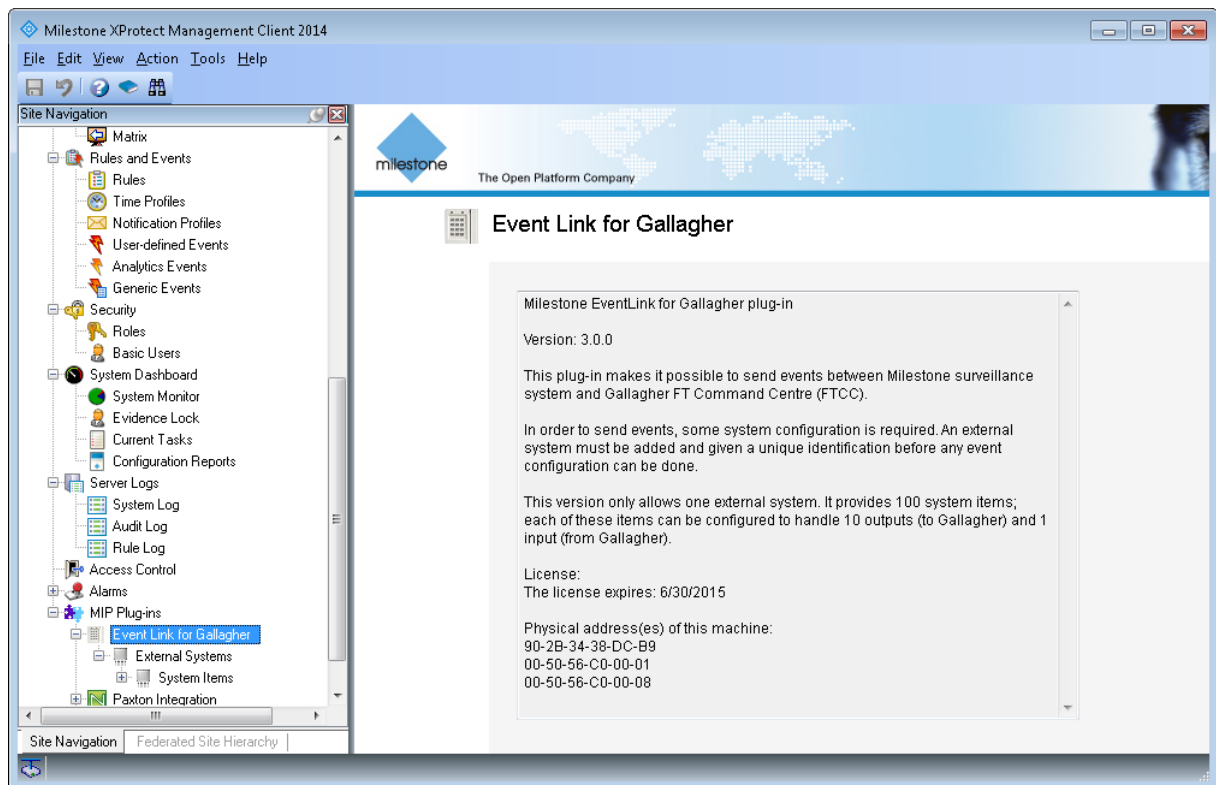 Milestone XProtect Management Client 2014
File Edit View Action Tools Help
Site Navigation
Matrix
Rules and Events
Rules
Time Profiles
Notification Profiles
User-defined Events
Analytics Events
Generic Events
Security
Roles
Basic Users
System Dashboard
System Monitor
Evidence Lock
Current Tasks
Configuration Reports
Server Logs
System Log
Audit Log
Rule Log
Access Control
Alarms
MIP Plug-ins
Event Link for Gallagher
External Systems
System Items
Paxton Integration
Site Navigation
Federated Site Hierarchy
milestone
The Open Platform Company
Event Link for Gallagher
Milestone EventLink for Gallagher plug-in
Version: 3.0.0
This plug-in makes it possible to send events between Milestone surveillance
system and Gallagher FT Command Centre (FTCC).
In order to send events, some system configuration is required. An external
system must be added and given a unique identification before any event
configuration can be done.
This version only allows one external system. It provides 100 system items;
each of these items can be configured to handle 10 outputs (to Gallagher) and 1
input (from Gallagher).
License:
The license expires: 6/30/2015
Physical address(es) of this machine:
90-2B-34-38-DC-B9
00-50-56-C0-00-01
00-50-56-C0-00-08